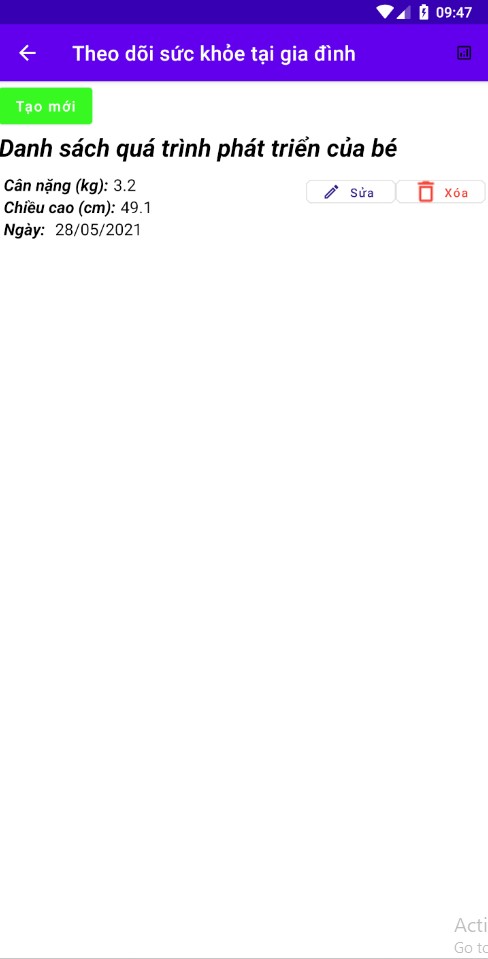 09:47
Theo dõi sức khỏe tại gia đình
Tạo mới
Danh sách quá trình phát triển của bé
Cân nặng (kg): 3.2
Sửa
Xóa
Chiều cao (cm): 49.1
Ngày: 28/05/2021
Go to